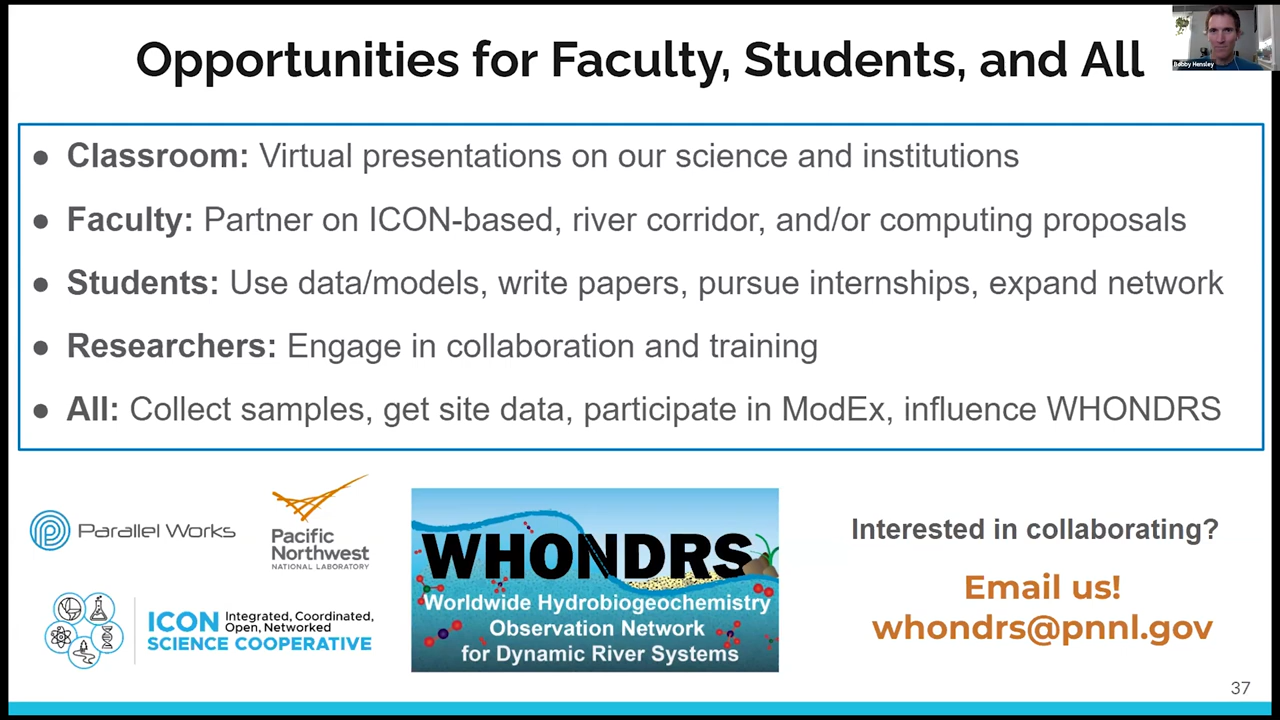 Opportunities for Faculty, Students, and All
Bobby Hensley
● Classroom: Virtual presentations on our science and institutions
● Faculty: Partner on ICON-based, river corridor, and/or computing proposals
● Students: Use data/models, write papers, pursue internships, expand network
● Researchers: Engage in collaboration and training
● All: Collect samples, get site data, participate in ModEx, influence WHONDRS
Parallel Works
Pacific
Northwest
NATIONAL LABORATORY
ICON Integrated, Coordinated,
Open, Networked
SCIENCE COOPERATIVE
WHONDRS
Worldwide Hydrobiogeochemistry
Observation Network
for Dynamic River Systems
Interested in collaborating?
Email us!
whondrs@pnnl.gov
37